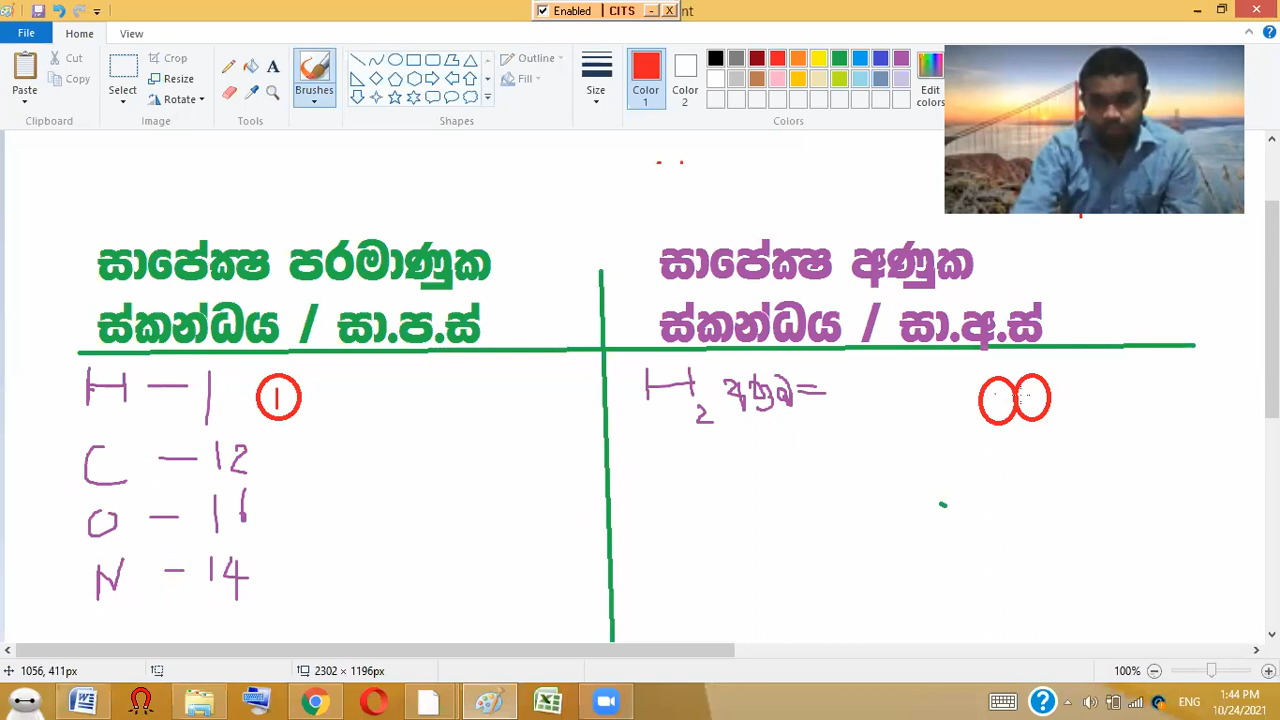 Enabled | CITS
nt
File Home View
Paste
Cut
Copy
Clipboard
Select
Crop
Resize
Rotate
Image
Tools
Brushes
Shapes
Outline
Fill
Size
Color 1
Color 2
Colors
Edit colors
සාපේක්ෂ පරමාණුක
ස්කන්ධය / සා.ප.ස්
සාපේක්ෂ අණුක
ස්කන්ධය / සා.අ.ස්
H – 1 1
C – 12
O – 16
N – 14
H2 අණුව =
1056, 411px
2302 × 1196px
100%
ENG
1:44 PM
10/24/2021